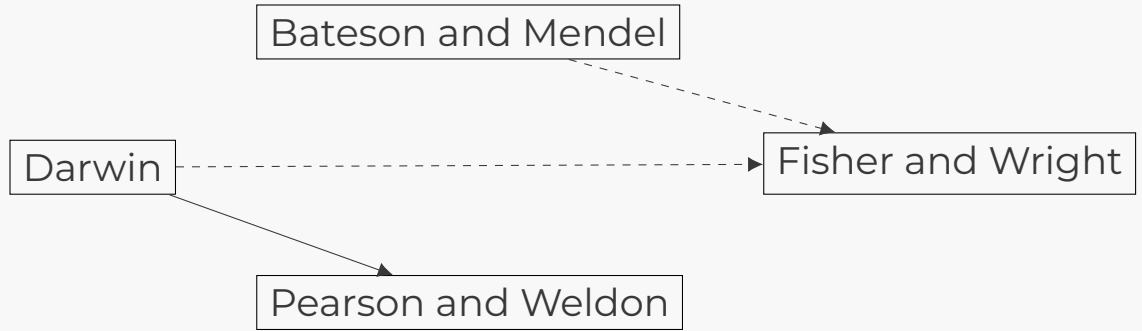 Bateson and Mendel
Darwin
Fisher and Wright
Pearson and Weldon